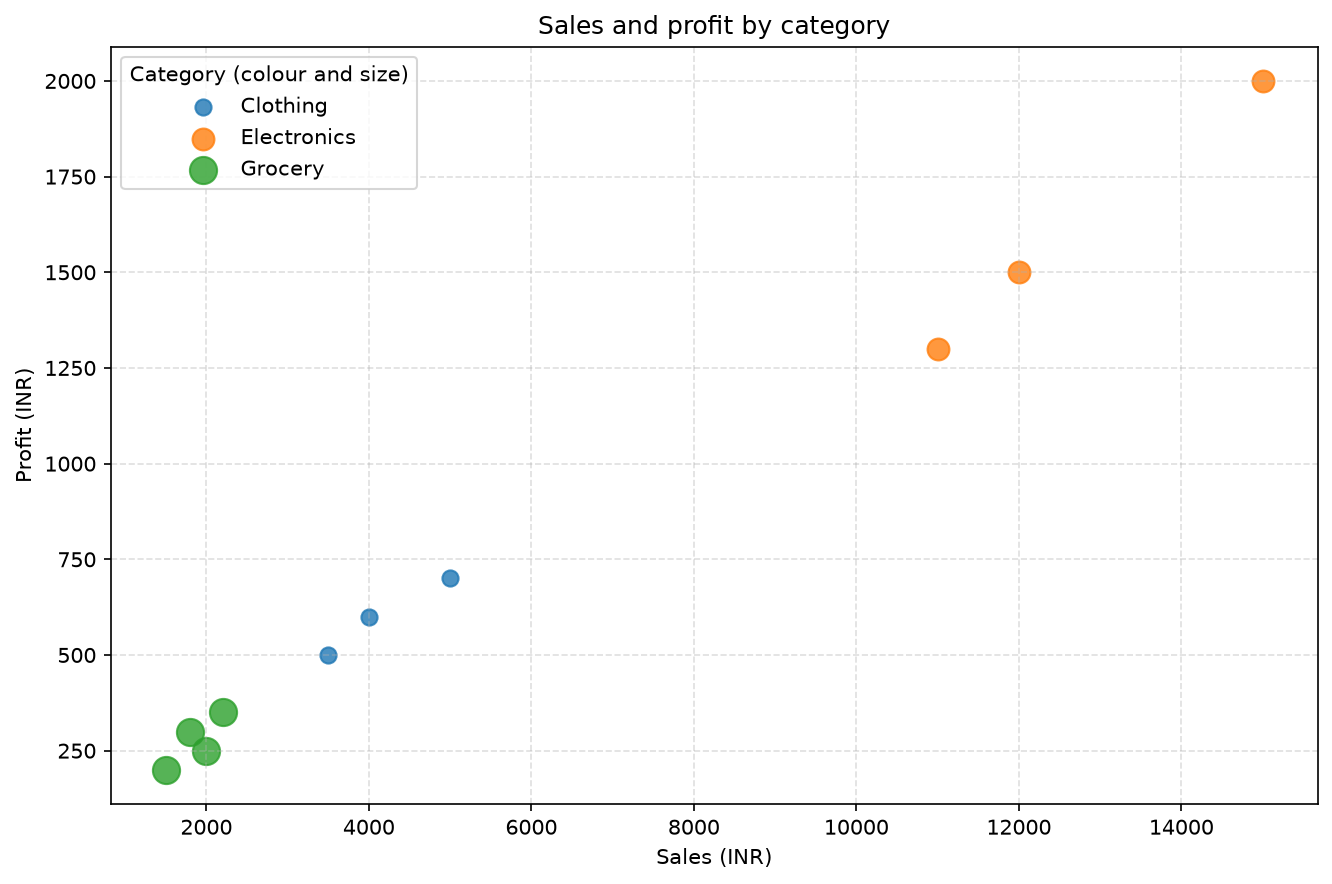 Sales and profit by category
Category (colour and size)
Clothing
Electronics
Grocery
Profit (INR)
2000
1750
1500
1250
1000
750
500
250
2000 4000 6000 8000 10000 12000 14000
Sales (INR)